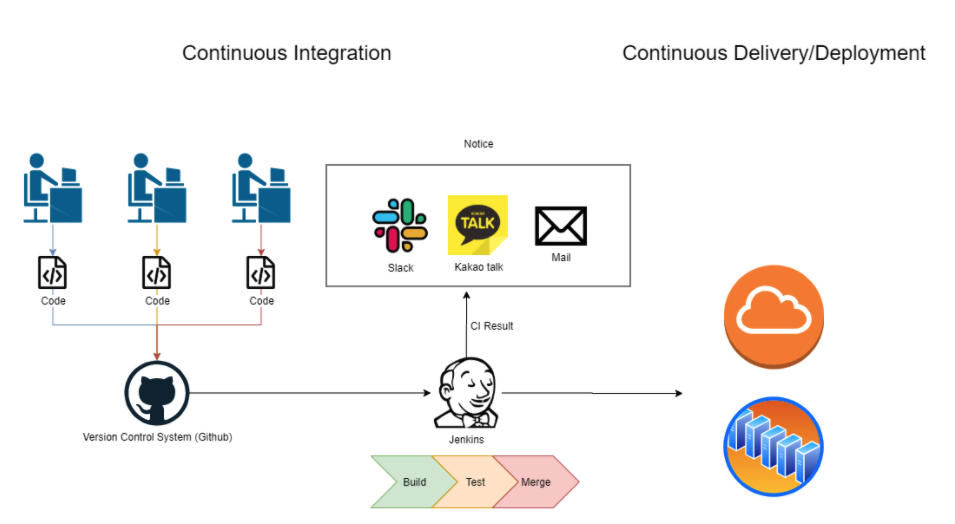 Continuous Integration
Continuous Delivery/Deployment
Notice
TALK
Slack
Kakao talk
Mail
Code
Code
Code
CI Result
Version Control System (Github)
Jenkins
Build
Test
Merge